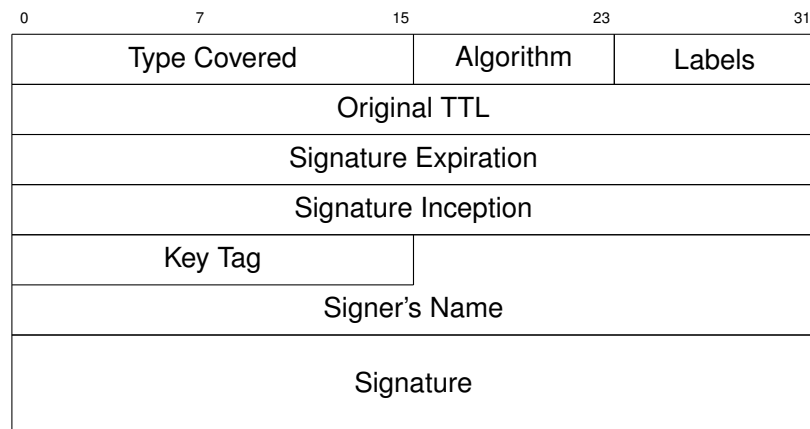 0 7 15 23 31
Type Covered Algorithm Labels
Original TTL
Signature Expiration
Signature Inception
Key Tag
Signer's Name
Signature